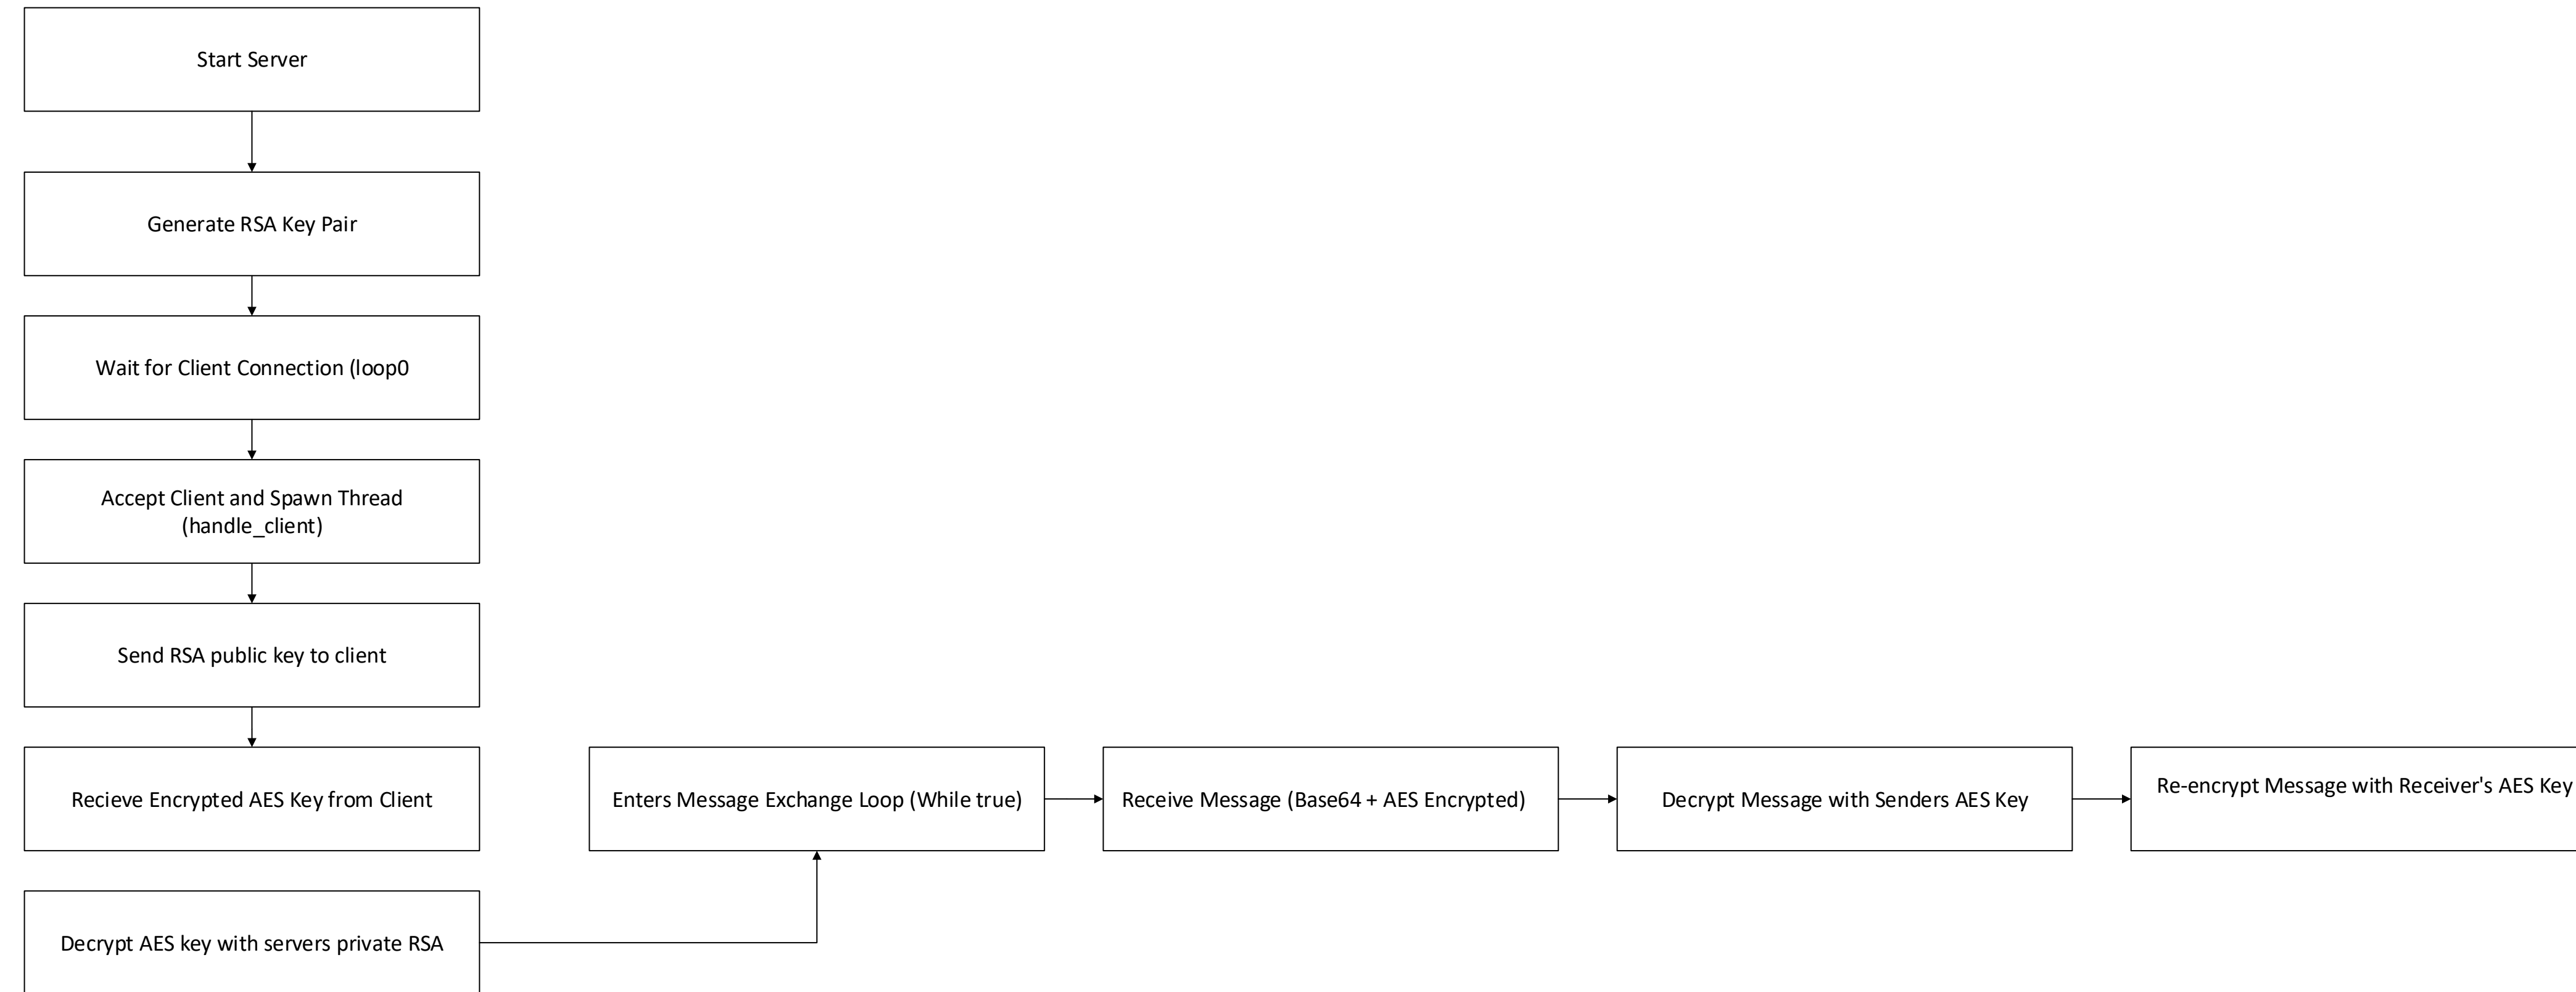 Start Server
Generate RSA Key Pair
Wait for Client Connection (loop0
Accept Client and Spawn Thread
(handle_client)
Send RSA public key to client
Recieve Encrypted AES Key from Client
Enters Message Exchange Loop (While true)
Receive Message (Base64 + AES Encrypted)
Decrypt Message with Senders AES Key
Re-encrypt Message with Receiver's AES Key
Decrypt AES key with servers private RSA